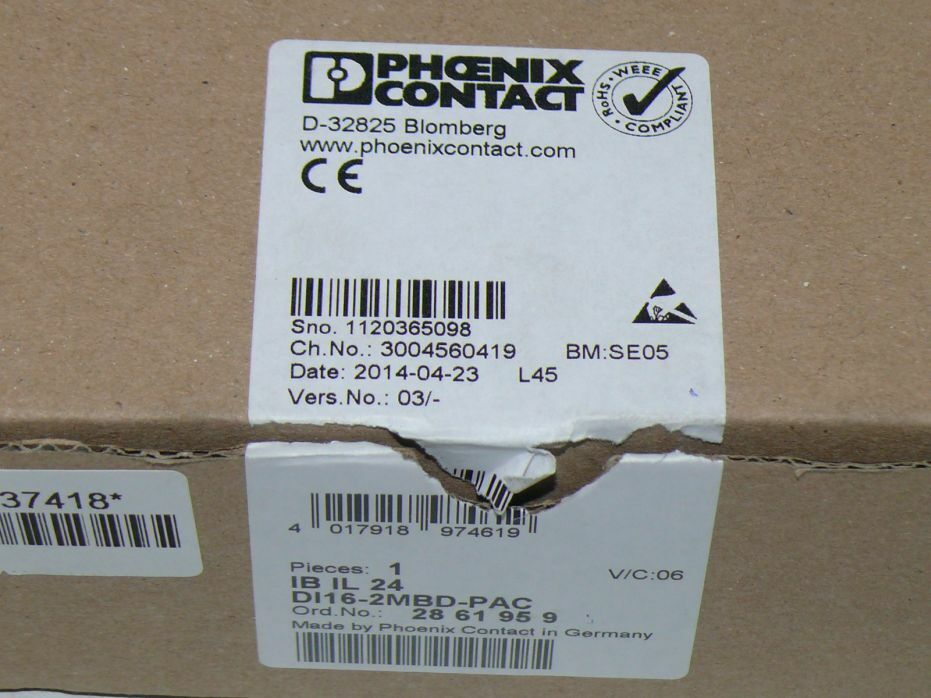 PHŒNIX
CONTACT
RoHS · WEEE · COMPLIANT
D-32825 Blomberg
www.phoenixcontact.com
CE
Sno. 1120365098
Ch.No.: 3004560419 BM:SE05
Date: 2014-04-23 L45
Vers.No.: 03/-
37418*
4 017918 974619
Pieces: 1
V/C:06
IB IL 24
DI16-2MBD-PAC
Ord.No.: 28 61 95 9
Made by Phoenix Contact in Germany